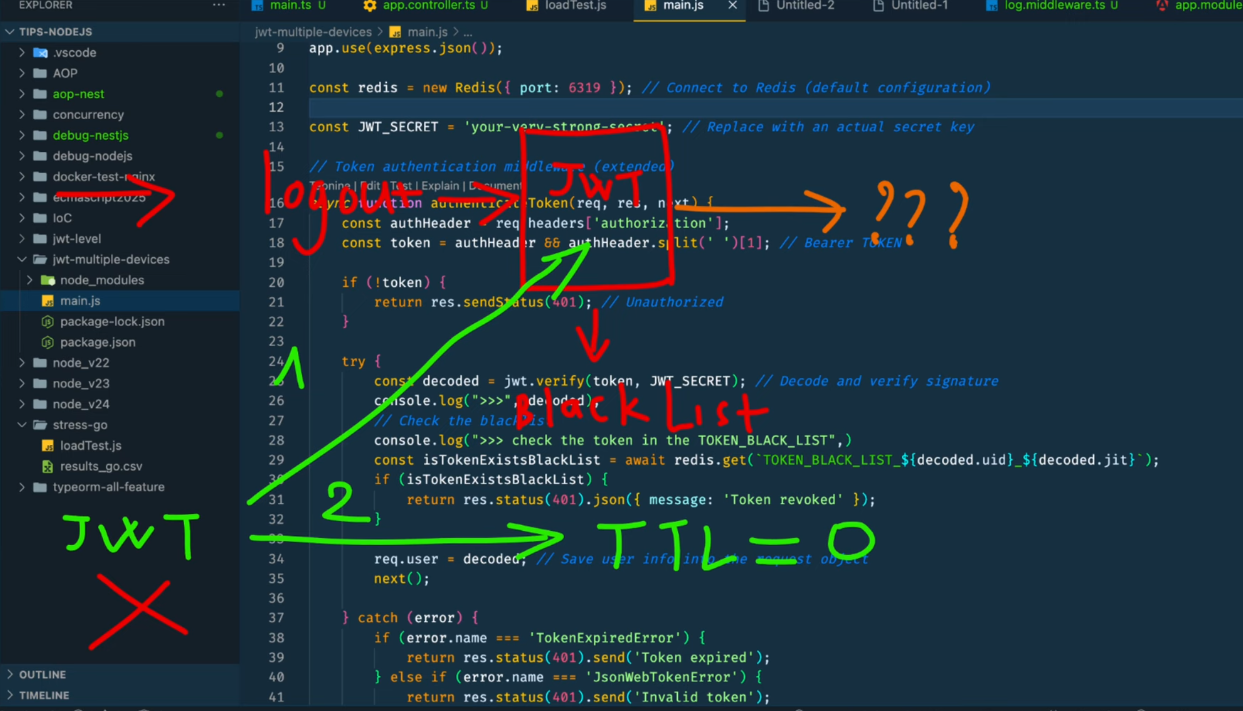 EXPLORER
···
main.ts U
app.controller.ts U
loadTest.js
main.js
Untitled-2
Untitled-1
log.middleware.ts U
app.module
TIPS-NODEJS
.vscode
AOP
aop-nest
concurrency
debug-nestjs
debug-nodejs
docker-test-nginx
ecmascript2025
IoC
jwt-level
jwt-multiple-devices
node_modules
main.js
package-lock.json
package.json
node_v22
node_v23
node_v24
stress-go
loadTest.js
results_go.csv
typeorm-all-feature
OUTLINE
TIMELINE
jwt-multiple-devices > main.js > ...
9 app.use(express.json());
10
11 const redis = new Redis({ port: 6319 }); // Connect to Redis (default configuration)
12
13 const JWT_SECRET = 'your-very-strong-secret'; // Replace with an actual secret key
14
15 // Token authentication middleware (extended)
| Edit | Test | Explain | Document
16 async function authenticateToken(req, res, next) {
17 const authHeader = req.headers['authorization'];
18 const token = authHeader && authHeader.split(' ')[1]; // Bearer TOKEN
19
20 if (!token) {
21 return res.sendStatus(401); // Unauthorized
22 }
23
24 try {
25 const decoded = jwt.verify(token, JWT_SECRET); // Decode and verify signature
26 console.log(">>>", decoded);
27 // Check the blacklist
28 console.log(">>> check the token in the TOKEN_BLACK_LIST",)
29 const isTokenExistsBlackList = await redis.get(`TOKEN_BLACK_LIST_${decoded.uid}_${decoded.jit}`);
30 if (isTokenExistsBlackList) {
31 return res.status(401).json({ message: 'Token revoked' });
32 }
33
34 req.user = decoded; // Save user info into the request object
35 next();
36
37 } catch (error) {
38 if (error.name === 'TokenExpiredError') {
39 return res.status(401).send('Token expired');
40 } else if (error.name === 'JsonWebTokenError') {
41 return res.status(401).send('Invalid token');
logout
JWT
???
BlackList
1
2
JWT
TTL = 0